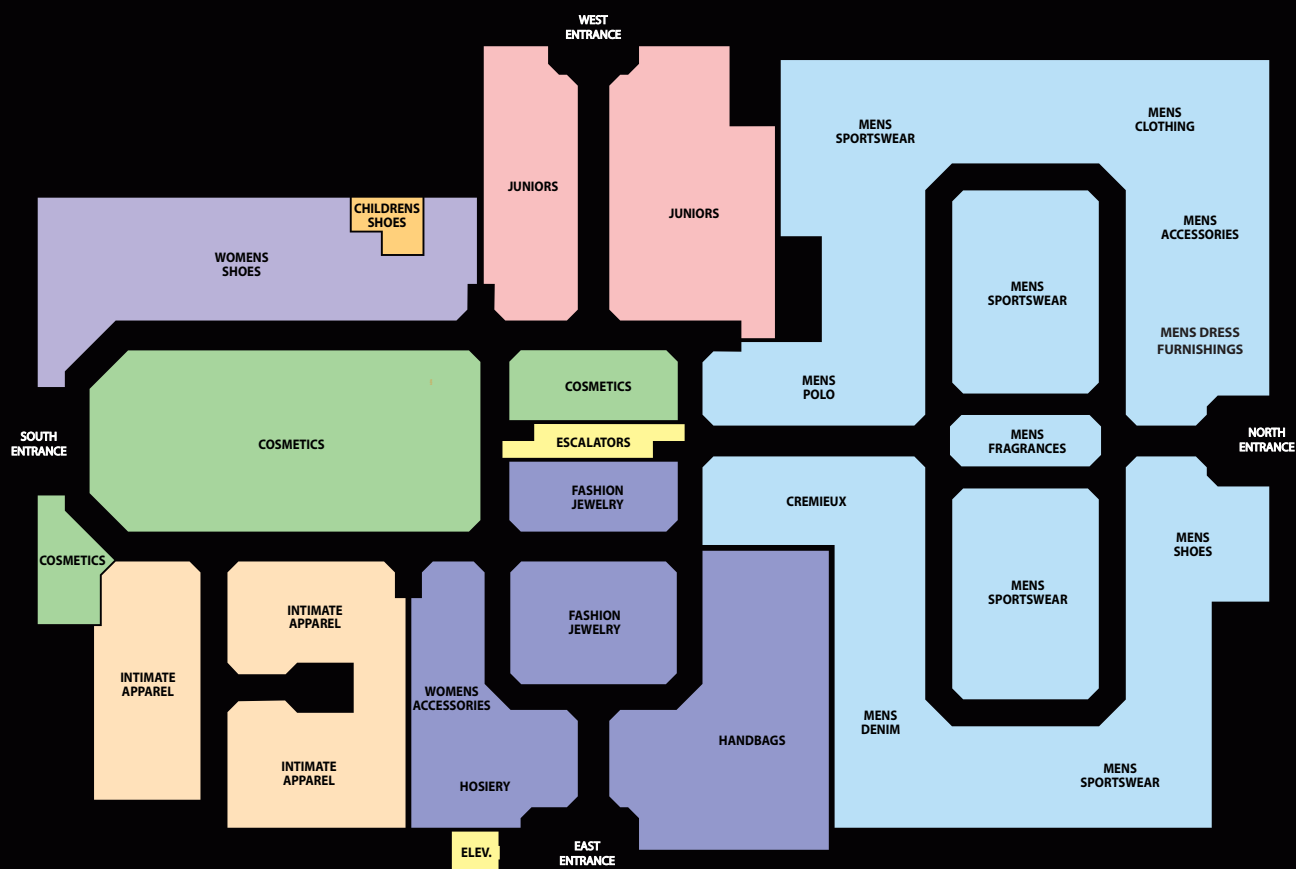 WEST
ENTRANCE
MENS
SPORTSWEAR
MENS
CLOTHING
JUNIORS
JUNIORS
CHILDRENS
SHOES
WOMENS
SHOES
MENS
ACCESSORIES
MENS
SPORTSWEAR
MENS DRESS
FURNISHINGS
COSMETICS
MENS
POLO
SOUTH
ENTRANCE
COSMETICS
ESCALATORS
MENS
FRAGRANCES
NORTH
ENTRANCE
FASHION
JEWELRY
CREMIEUX
MENS
SHOES
COSMETICS
INTIMATE
APPAREL
FASHION
JEWELRY
MENS
SPORTSWEAR
INTIMATE
APPAREL
WOMENS
ACCESSORIES
HANDBAGS
MENS
DENIM
INTIMATE
APPAREL
HOSIERY
MENS
SPORTSWEAR
ELEV.
EAST
ENTRANCE